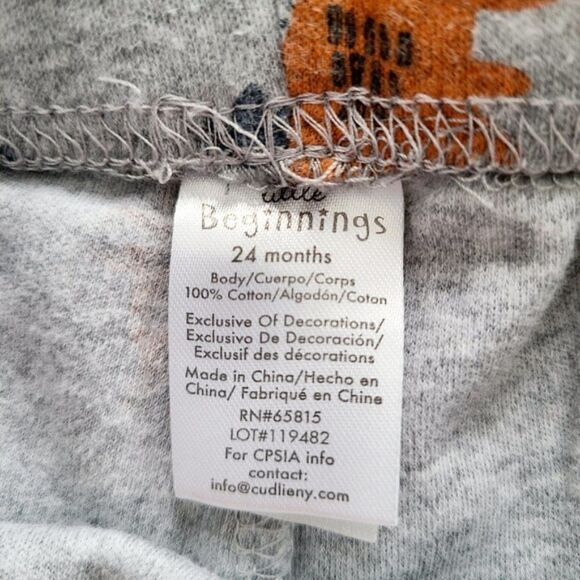 little
Beginnings
24 months
Body/Cuerpo/Corps
100% Cotton/Algodón/Coton
Exclusive Of Decorations/
Exclusivo De Decoración/
Exclusif des décorations
Made in China/Hecho en
China/ Fabriqué en Chine
RN#65815
LOT#119482
For CPSIA info
contact:
info@cudlieny.com